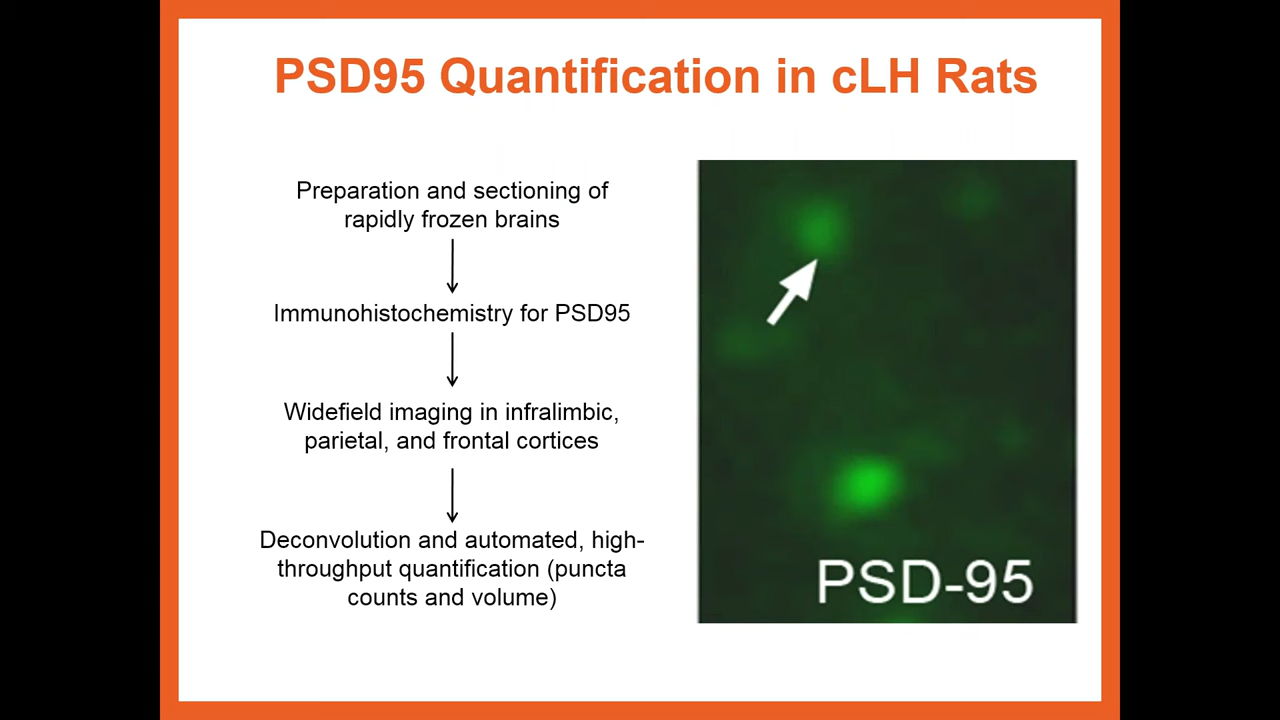 PSD95 Quantification in cLH Rats
Preparation and sectioning of
rapidly frozen brains
Immunohistochemistry for PSD95
Widefield imaging in infralimbic,
parietal, and frontal cortices
Deconvolution and automated, high-
throughput quantification (puncta
counts and volume)
PSD-95